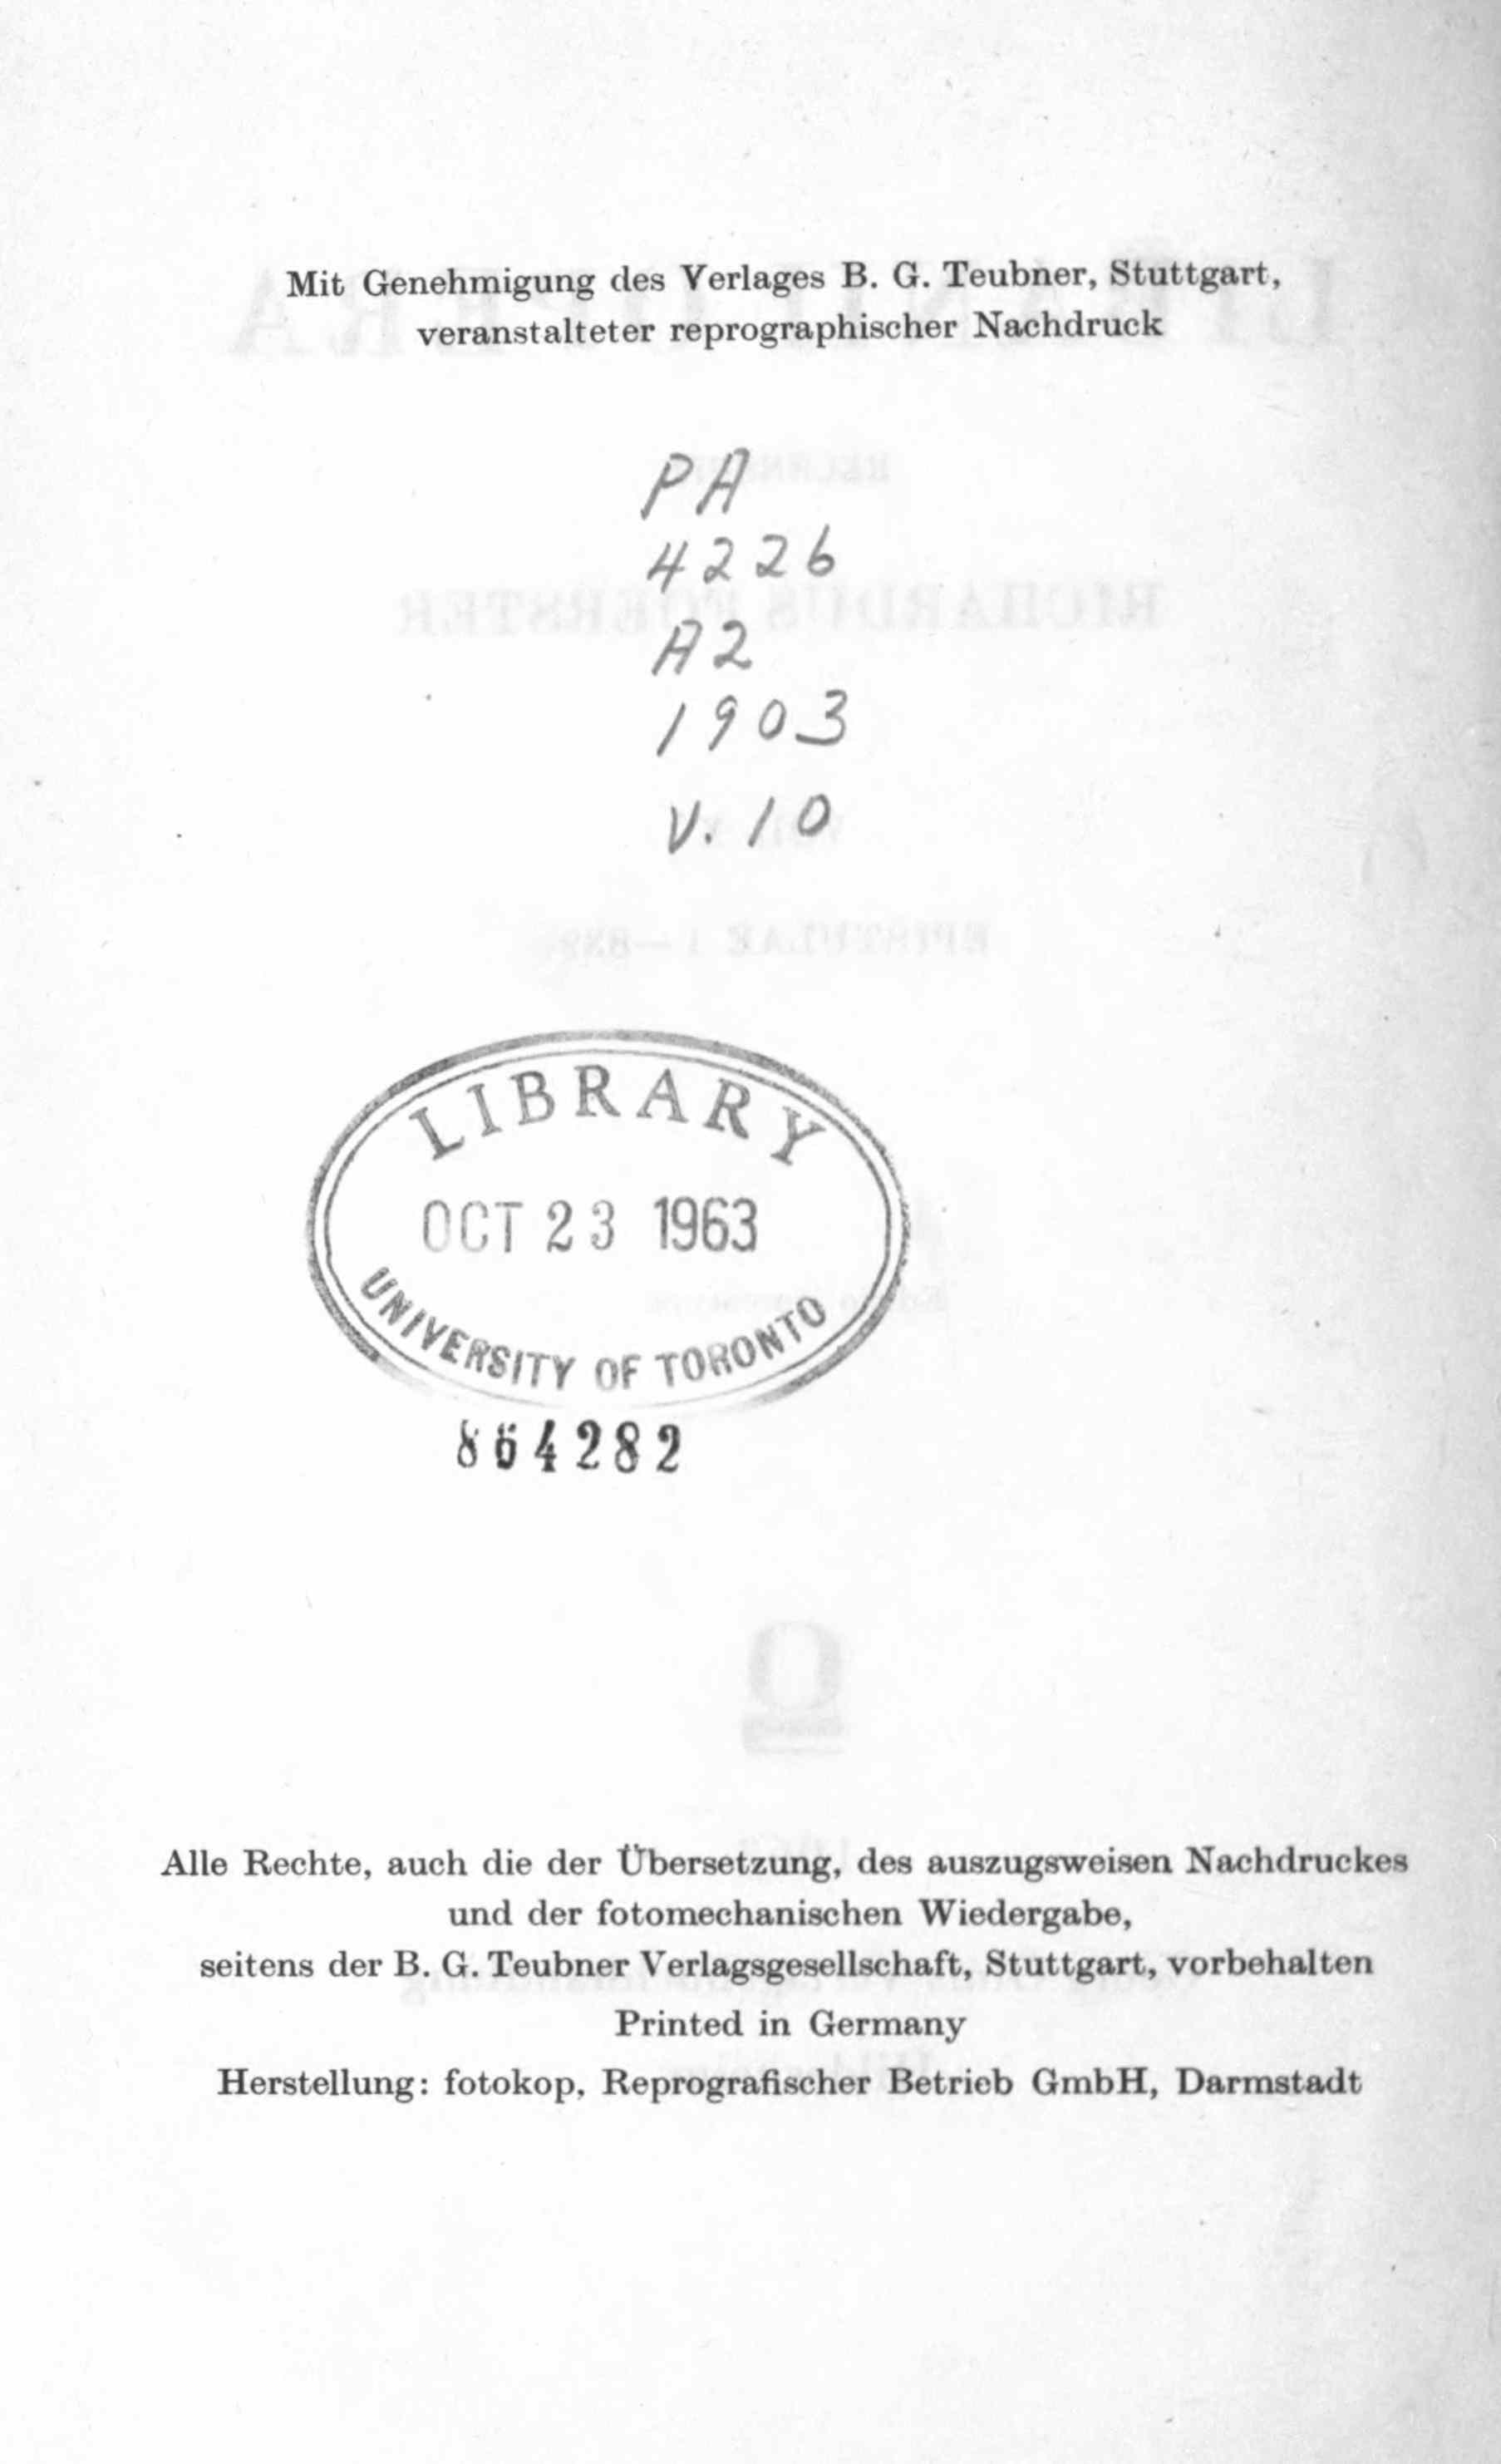 Mit Genehmigung des Verlages B. G. Teubner, Stuttgart,
veranstalteter reprographischer Nachdruck
PA
4226
A2
1903
V. 10
LIBRARY
OCT 23 1963
UNIVERSITY OF TORONTO
864282
Alle Rechte, auch die der Übersetzung, des auszugsweisen Nachdruckes
und der fotomechanischen Wiedergabe,
seitens der B. G. Teubner Verlagsgesellschaft, Stuttgart, vorbehalten
Printed in Germany
Herstellung: fotokop, Reprografischer Betrieb GmbH, Darmstadt